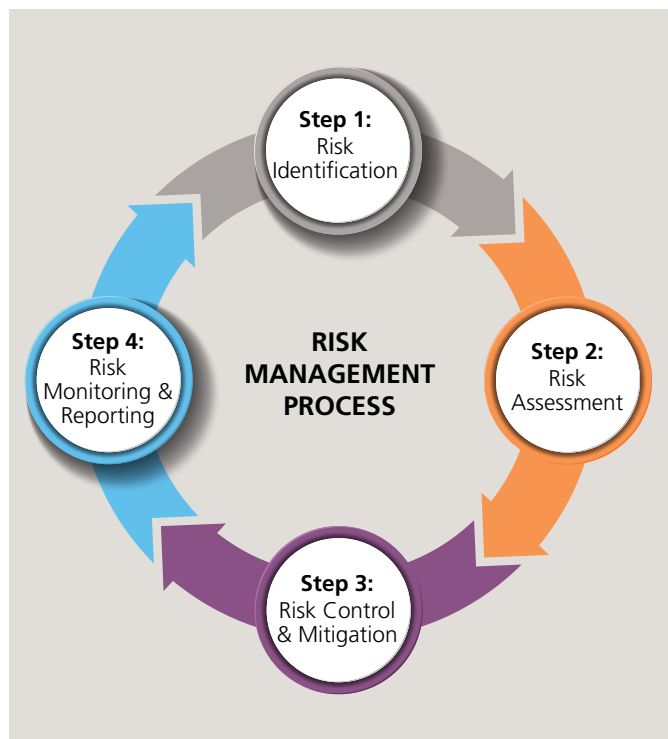 Step 1:
Risk
Identification
Step 2:
Risk
Assessment
Step 3:
Risk Control
& Mitigation
Step 4:
Risk
Monitoring &
Reporting
RISK
MANAGEMENT
PROCESS